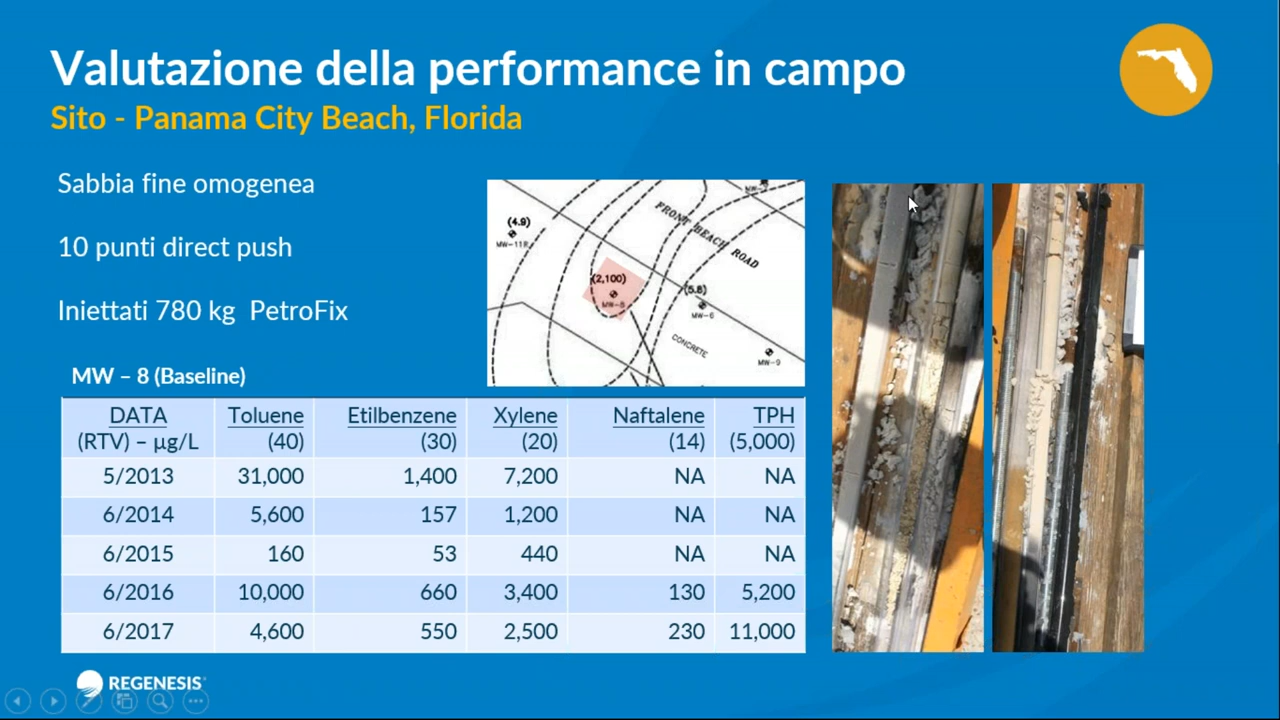 Valutazione della performance in campo
Sito - Panama City Beach, Florida
Sabbia fine omogenea
10 punti direct push
Iniettati 780 kg PetroFix
(4.9)
MW-11R
FRONT BEACH ROAD
(2,100)
MW-8
(5.8)
MW-6
CONCRETE
MW-9
MW – 8 (Baseline)
DATA Toluene Etilbenzene Xylene Naftalene TPH
(RTV) – µg/L (40) (30) (20) (14) (5,000)
5/2013 31,000 1,400 7,200 NA NA
6/2014 5,600 157 1,200 NA NA
6/2015 160 53 440 NA NA
6/2016 10,000 660 3,400 130 5,200
6/2017 4,600 550 2,500 230 11,000
REGENESIS